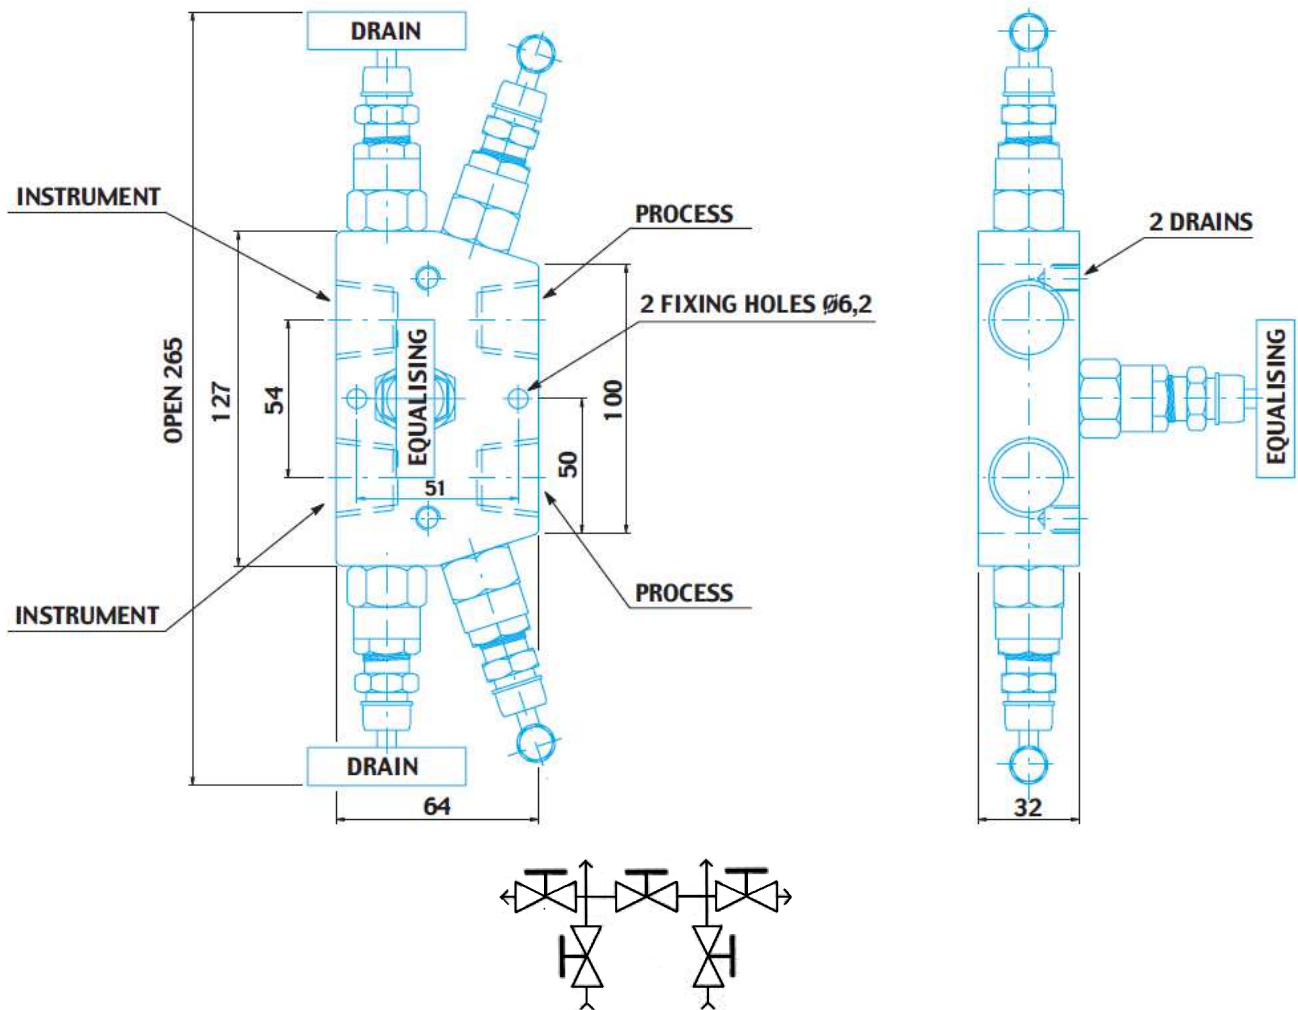 DRAIN
INSTRUMENT
PROCESS
2 DRAINS
2 FIXING HOLES Ø6,2
OPEN 265
127
54
EQUALISING
100
50
51
EQUALISING
INSTRUMENT
PROCESS
DRAIN
64
32